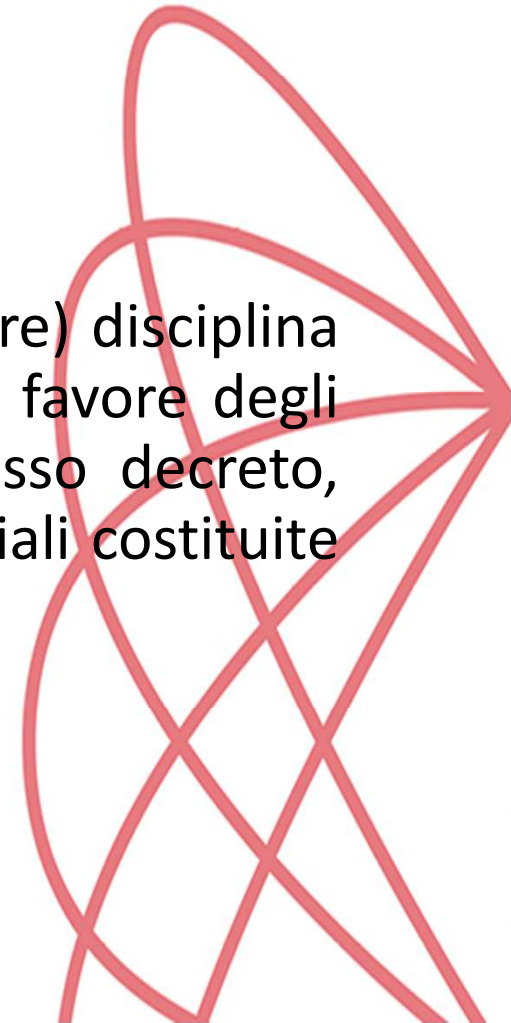 re) disciplina
favore degli
sso decreto,
iali costituite